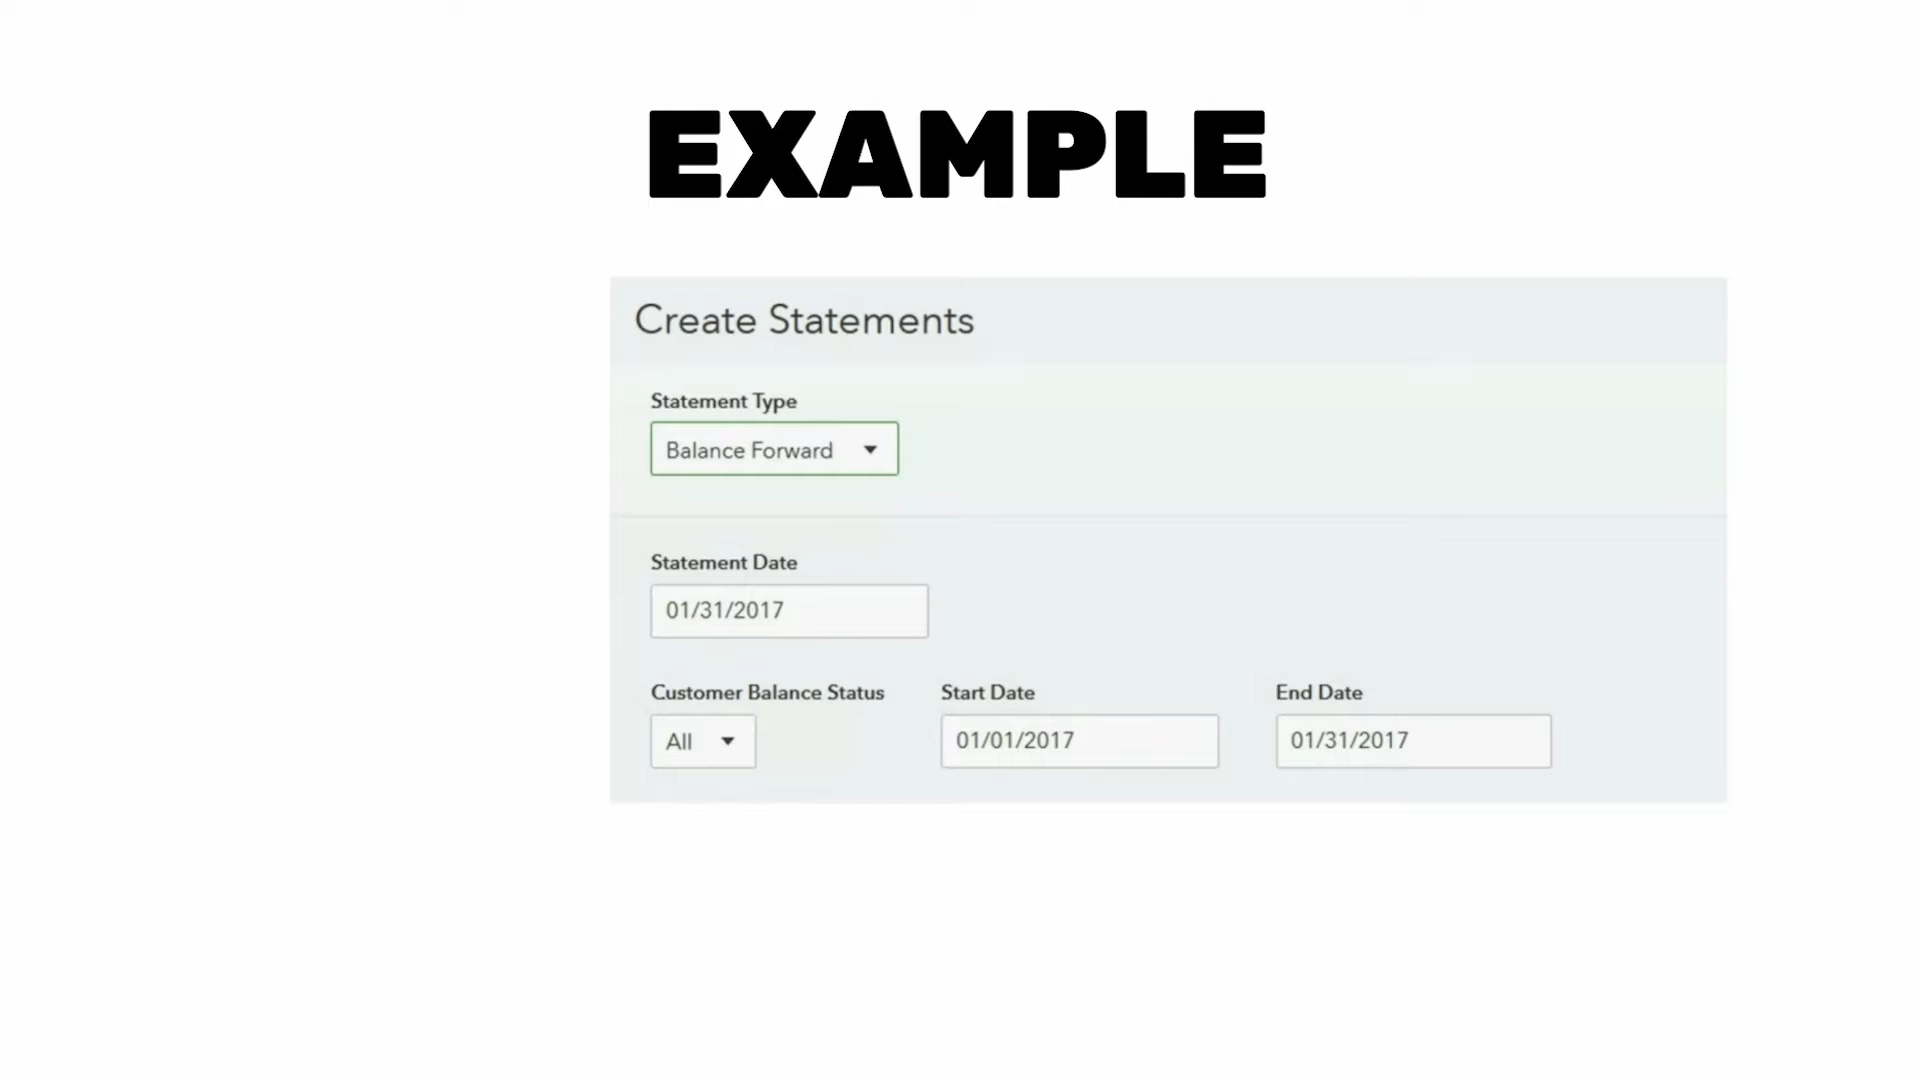 EXAMPLE
Create Statements
Statement Type
Balance Forward
Statement Date
01/31/2017
Customer Balance Status Start Date End Date
All 01/01/2017 01/31/2017